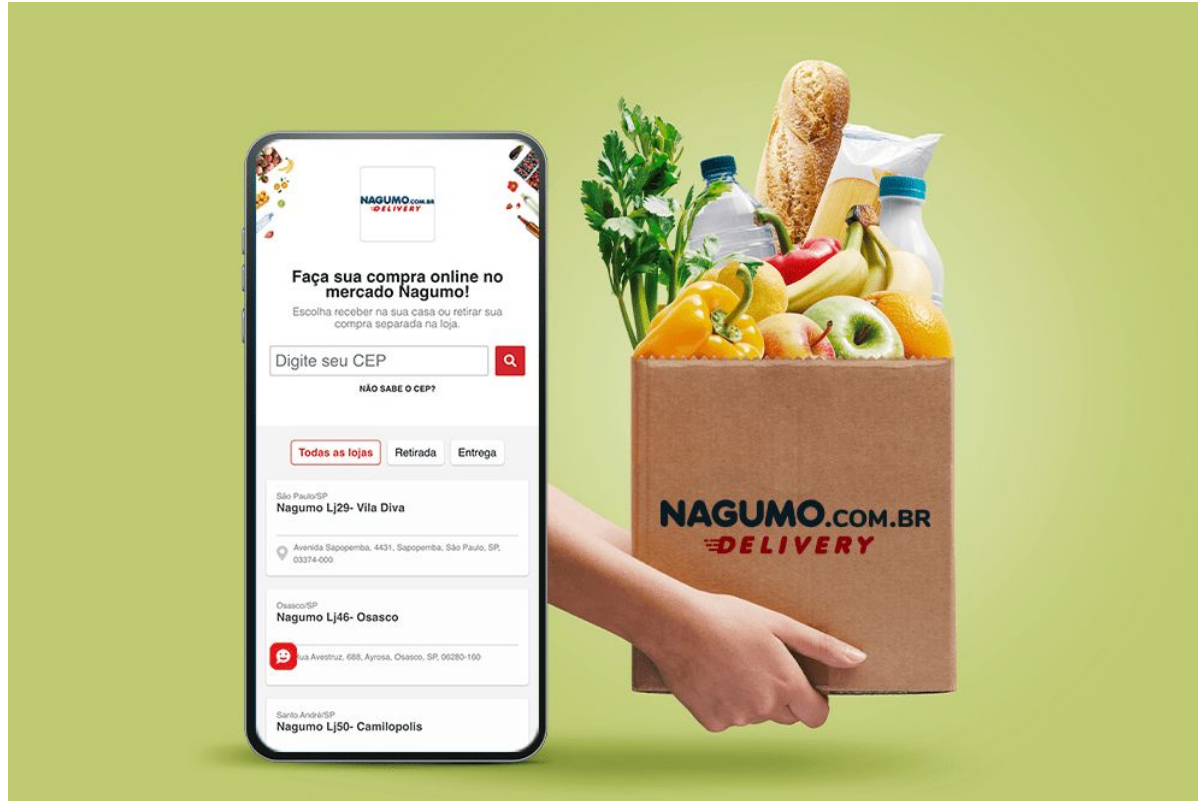 NAGUMO.COM.BR
DELIVERY
Faça sua compra online no
mercado Nagumo!
Escolha receber na sua casa ou retirar sua
compra separada na loja.
Digite seu CEP
NÃO SABE O CEP?
Todas as lojas
Retirada
Entrega
São Paulo/SP
Nagumo Lj29- Vila Diva
Avenida Sapopemba, 4431, Sapopemba, São Paulo, SP,
03374-000
Osasco/SP
Nagumo Lj46- Osasco
Rua Avestruz, 688, Ayrosa, Osasco, SP, 06280-160
Santo André/SP
Nagumo Lj50- Camilopolis
NAGUMO.COM.BR
DELIVERY